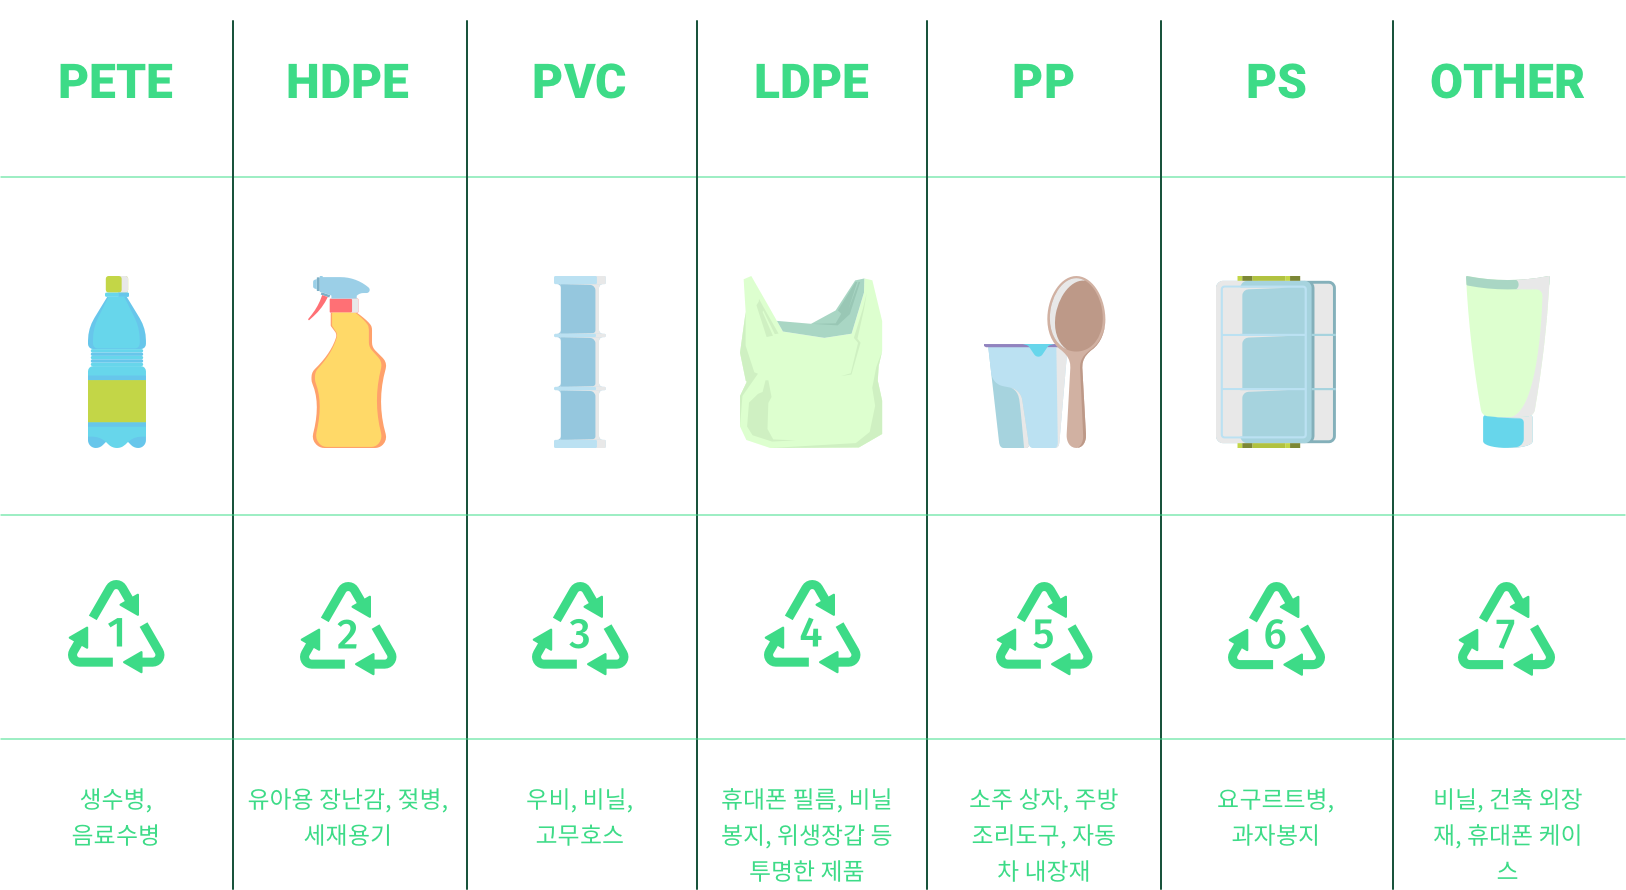 PETE
HDPE
PVC
LDPE
PP
PS
OTHER
1
2
3
4
5
6
7
생수병,
음료수병
유아용 장난감, 젖병,
세재용기
우비, 비닐,
고무호스
휴대폰 필름, 비닐
봉지, 위생장갑 등
투명한 제품
소주 상자, 주방
조리도구, 자동
차 내장재
요구르트병,
과자봉지
비닐, 건축 외장
재, 휴대폰 케이
스